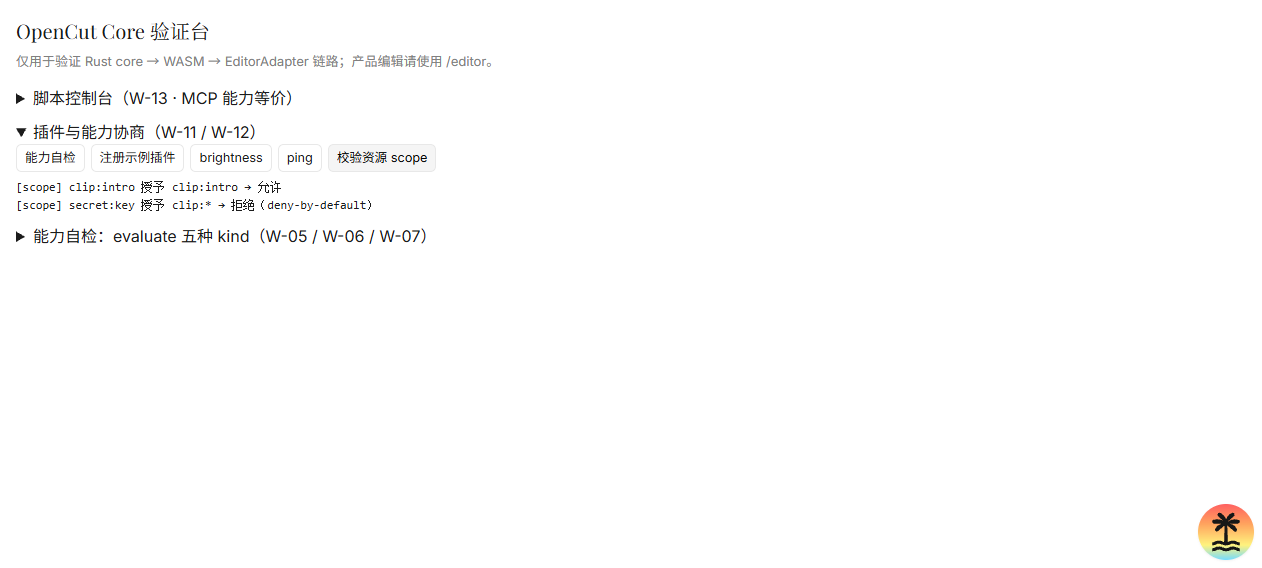 OpenCut Core 验证台
仅用于验证 Rust core → WASM → EditorAdapter 链路；产品编辑请使用 /editor。
脚本控制台（W-13 · MCP 能力等价）
插件与能力协商（W-11 / W-12）
能力自检 注册示例插件 brightness ping 校验资源 scope
[scope] clip:intro 授予 clip:intro → 允许
[scope] secret:key 授予 clip:* → 拒绝（deny-by-default）
能力自检：evaluate 五种 kind（W-05 / W-06 / W-07）